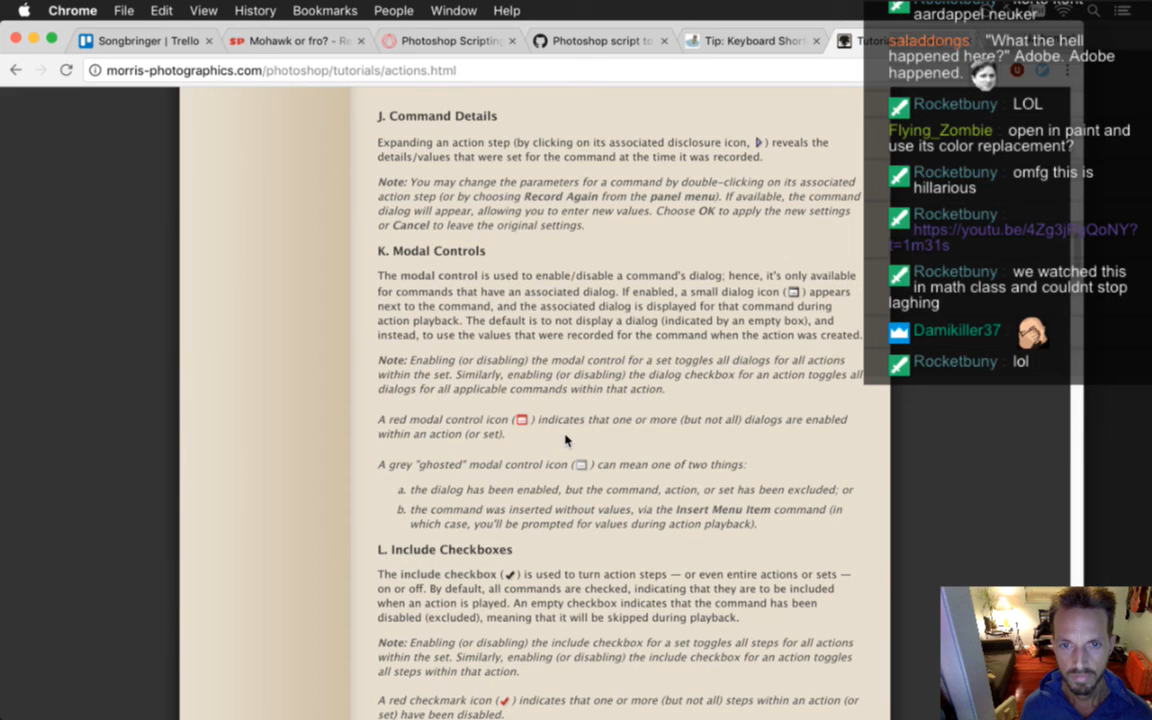 Chrome File Edit View History Bookmarks People Window Help
Songbringer | Trello
Mohawk or fro? - Re
Photoshop Scripting
Photoshop script to
Tip: Keyboard Short
morris-photographics.com/photoshop/tutorials/actions.html
J. Command Details
Expanding an action step (by clicking on its associated disclosure icon, ) reveals the
details/values that were set for the command at the time it was recorded.
Note: You may change the parameters for a command by double-clicking on its associated
action step (or by choosing Record Again from the panel menu). If available, the command
dialog will appear, allowing you to enter new values. Choose OK to apply the new settings
or Cancel to leave the original settings.
K. Modal Controls
The modal control is used to enable/disable a command's dialog; hence, it's only available
for commands that have an associated dialog. If enabled, a small dialog icon ( ) appears
next to the command, and the associated dialog is displayed for that command during
action playback. The default is to not display a dialog (indicated by an empty box), and
instead, to use the values that were recorded for the command when the action was created.
Note: Enabling (or disabling) the modal control for a set toggles all dialogs for all actions
within the set. Similarly, enabling (or disabling) the dialog checkbox for an action toggles all
dialogs for all applicable commands within that action.
A red modal control icon ( ) indicates that one or more (but not all) dialogs are enabled
within an action (or set).
A grey "ghosted" modal control icon ( ) can mean one of two things:
a. the dialog has been enabled, but the command, action, or set has been excluded; or
b. the command was inserted without values, via the Insert Menu Item command (in
which case, you'll be prompted for values during action playback).
L. Include Checkboxes
The include checkbox (✓) is used to turn action steps — or even entire actions or sets —
on or off. By default, all commands are checked, indicating that they are to be included
when an action is played. An empty checkbox indicates that the command has been
disabled (excluded), meaning that it will be skipped during playback.
Note: Enabling (or disabling) the include checkbox for a set toggles all steps for all actions
within the set. Similarly, enabling (or disabling) the include checkbox for an action toggles
all steps within that action.
A red checkmark icon (✓) indicates that one or more (but not all) steps within an action (or
set) have been disabled.
aardappel neuker
saladdongs: "What the hell
happened here?" Adobe. Adobe
happened.
Rocketbuny : LOL
Flying_Zombie : open in paint and
use its color replacement?
Rocketbuny : omfg this is
hillarious
Rocketbuny :
Rocketbuny : we watched this
in math class and couldnt stop
laghing
Damikiller37 :
Rocketbuny : lol